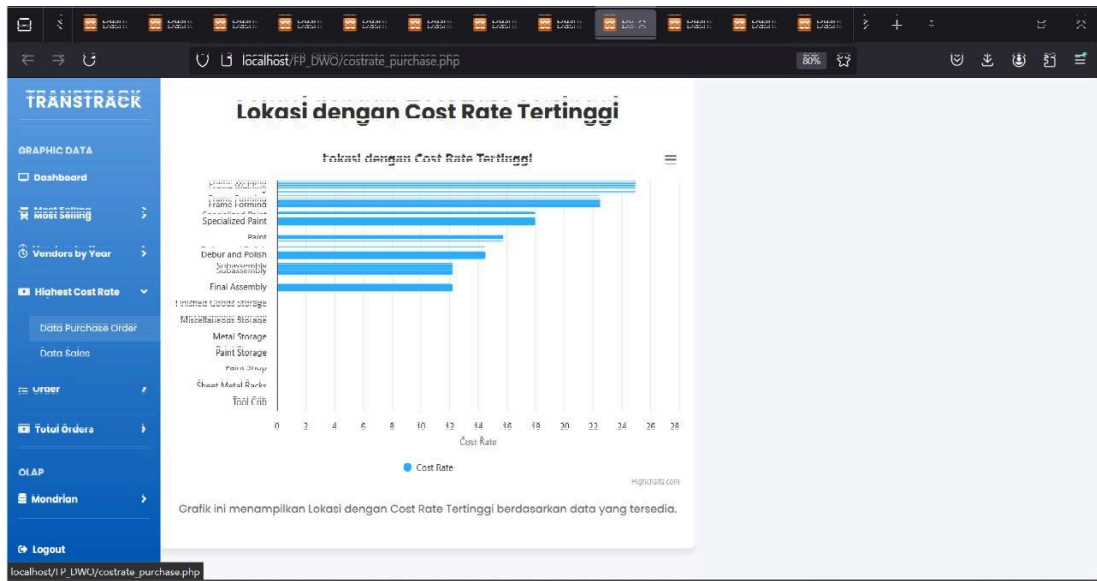 localhost/FP_DWO/costrate_purchase.php
80%
TRANSTRACK
GRAPHIC DATA
Dashboard
Most Selling
Vendors by Year
Highest Cost Rate
Data Purchase Order
Data Sales
Order
Total Orders
OLAP
Mondrian
Logout
localhost/FP_DWO/costrate_purchase.php
Lokasi dengan Cost Rate Tertinggi
Lokasi dengan Cost Rate Tertinggi
Frame Welding
Frame Forming
Specialized Paint
Paint
Debur and Polish
Subassembly
Final Assembly
Finished Goods Storage
Miscellaneous Storage
Metal Storage
Paint Storage
Paint Shop
Sheet Metal Racks
Tool Crib
0 2 4 6 8 10 12 14 16 18 20 22 24 26 28
Cost Rate
Cost Rate
Highcharts.com
Grafik ini menampilkan Lokasi dengan Cost Rate Tertinggi berdasarkan data yang tersedia.